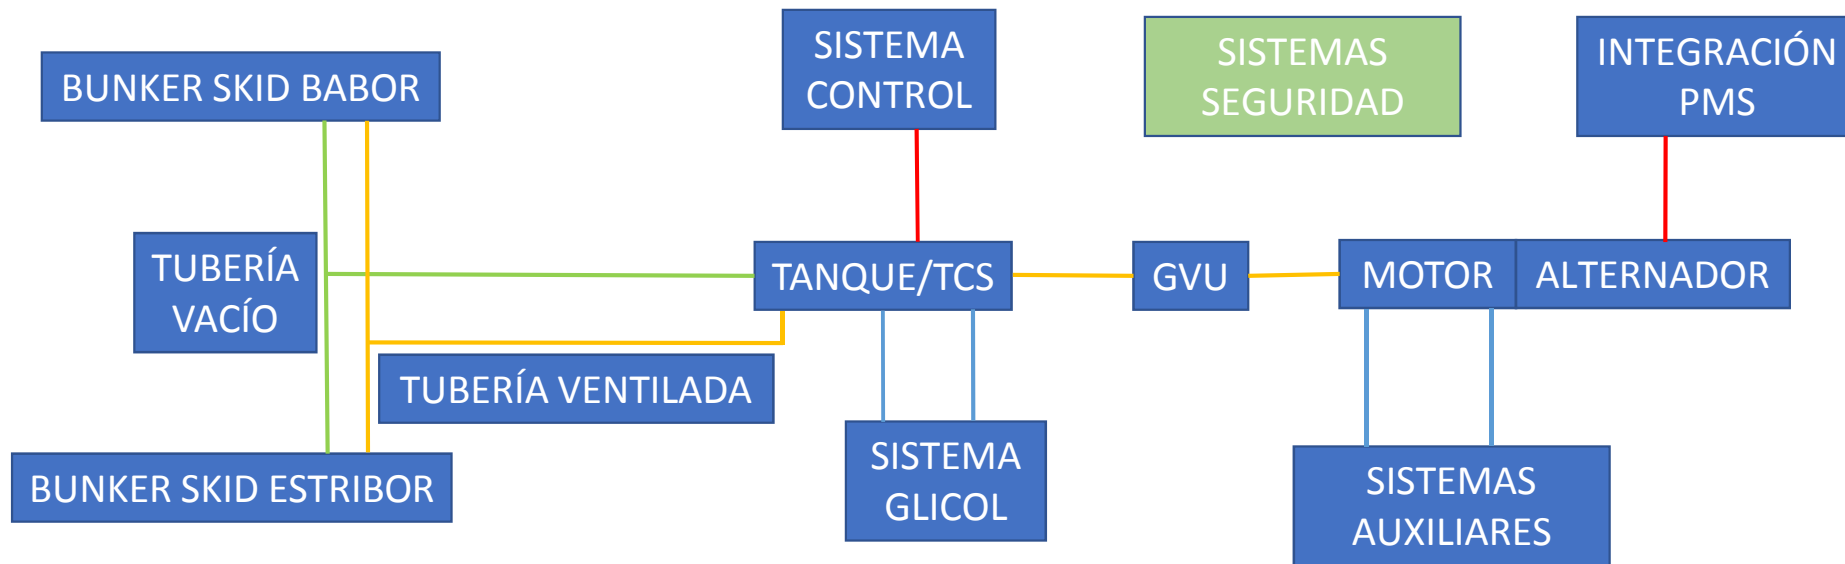 BUNKER SKID BABOR
SISTEMA
CONTROL
SISTEMAS
SEGURIDAD
INTEGRACIÓN
PMS
TUBERÍA
VACÍO
TANQUE/TCS
GVU
MOTOR
ALTERNADOR
TUBERÍA VENTILADA
BUNKER SKID ESTRIBOR
SISTEMA
GLICOL
SISTEMAS
AUXILIARES